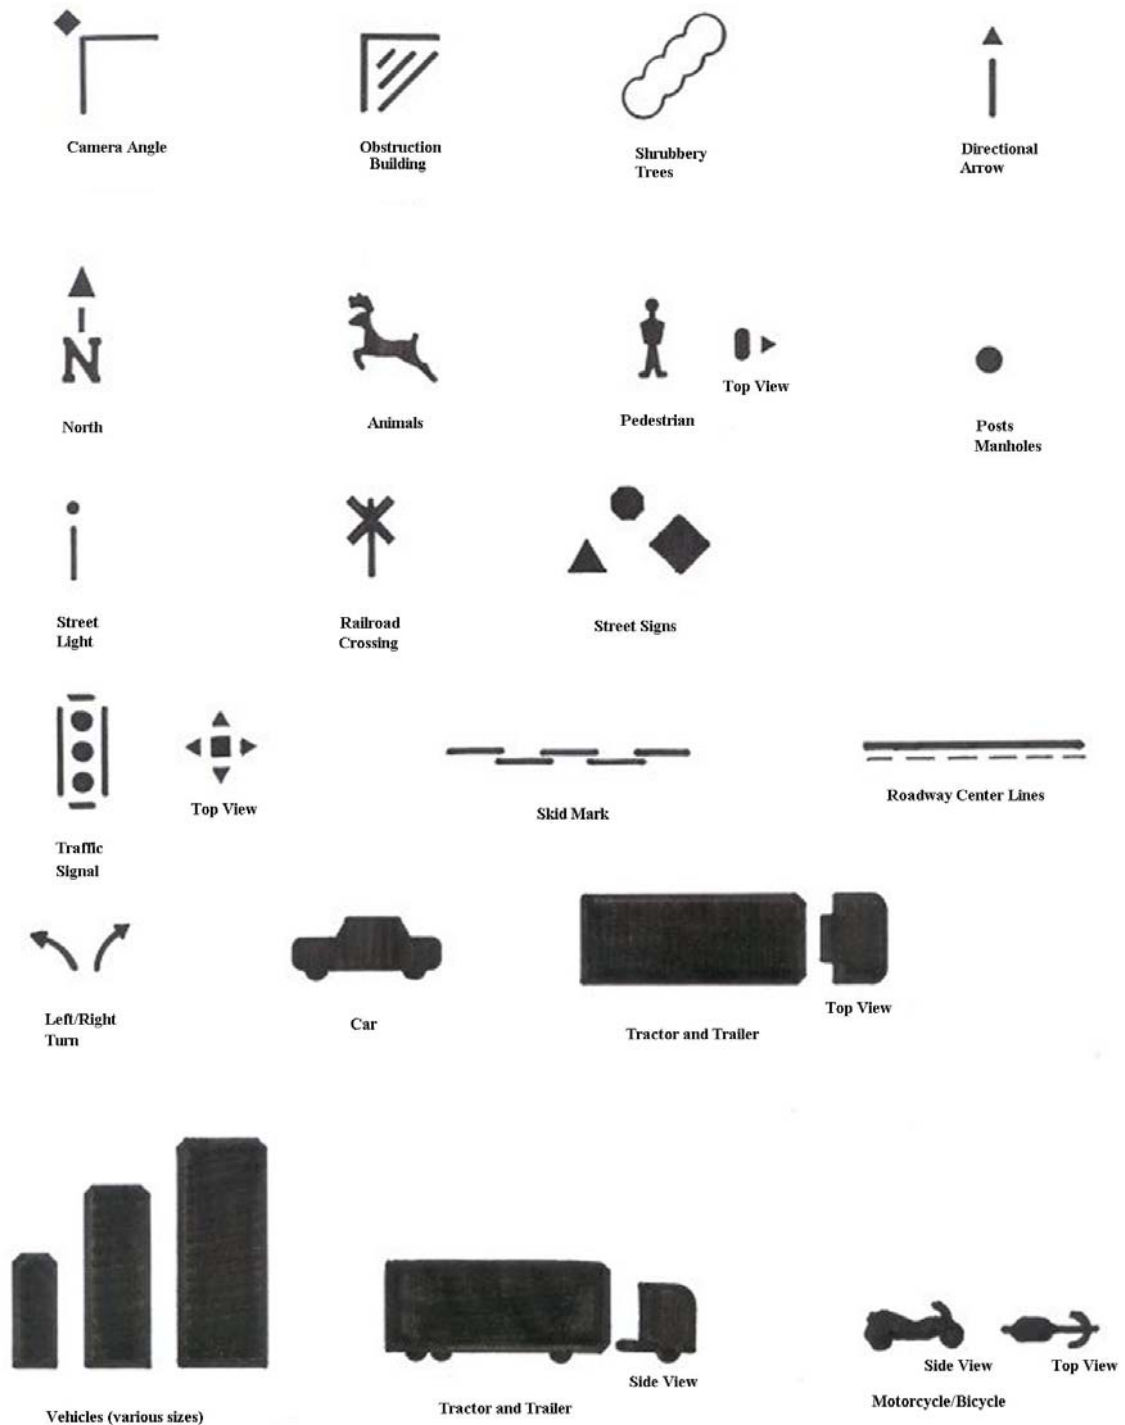 Camera Angle
Obstruction
Building
Shrubbery
Trees
Directional
Arrow
N
North
Animals
Pedestrian
Top View
Posts
Manholes
Street
Light
Railroad
Crossing
Street Signs
Traffic
Signal
Top View
Skid Mark
Roadway Center Lines
Left/Right
Turn
Car
Tractor and Trailer
Top View
Vehicles (various sizes)
Tractor and Trailer
Side View
Side View
Top View
Motorcycle/Bicycle